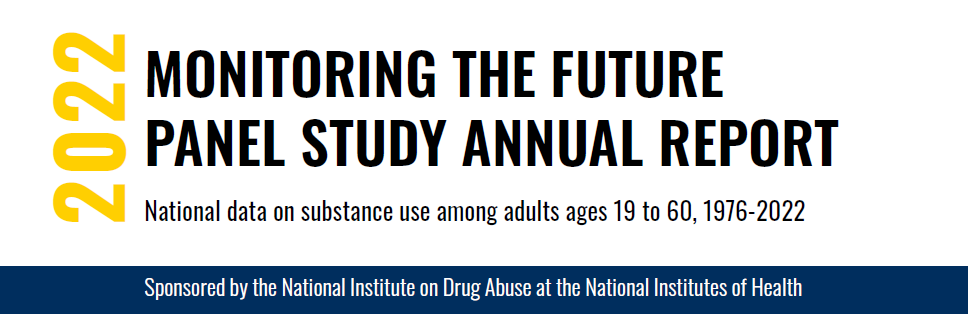 2022
MONITORING THE FUTURE
PANEL STUDY ANNUAL REPORT
National data on substance use among adults ages 19 to 60, 1976-2022
Sponsored by the National Institute on Drug Abuse at the National Institutes of Health